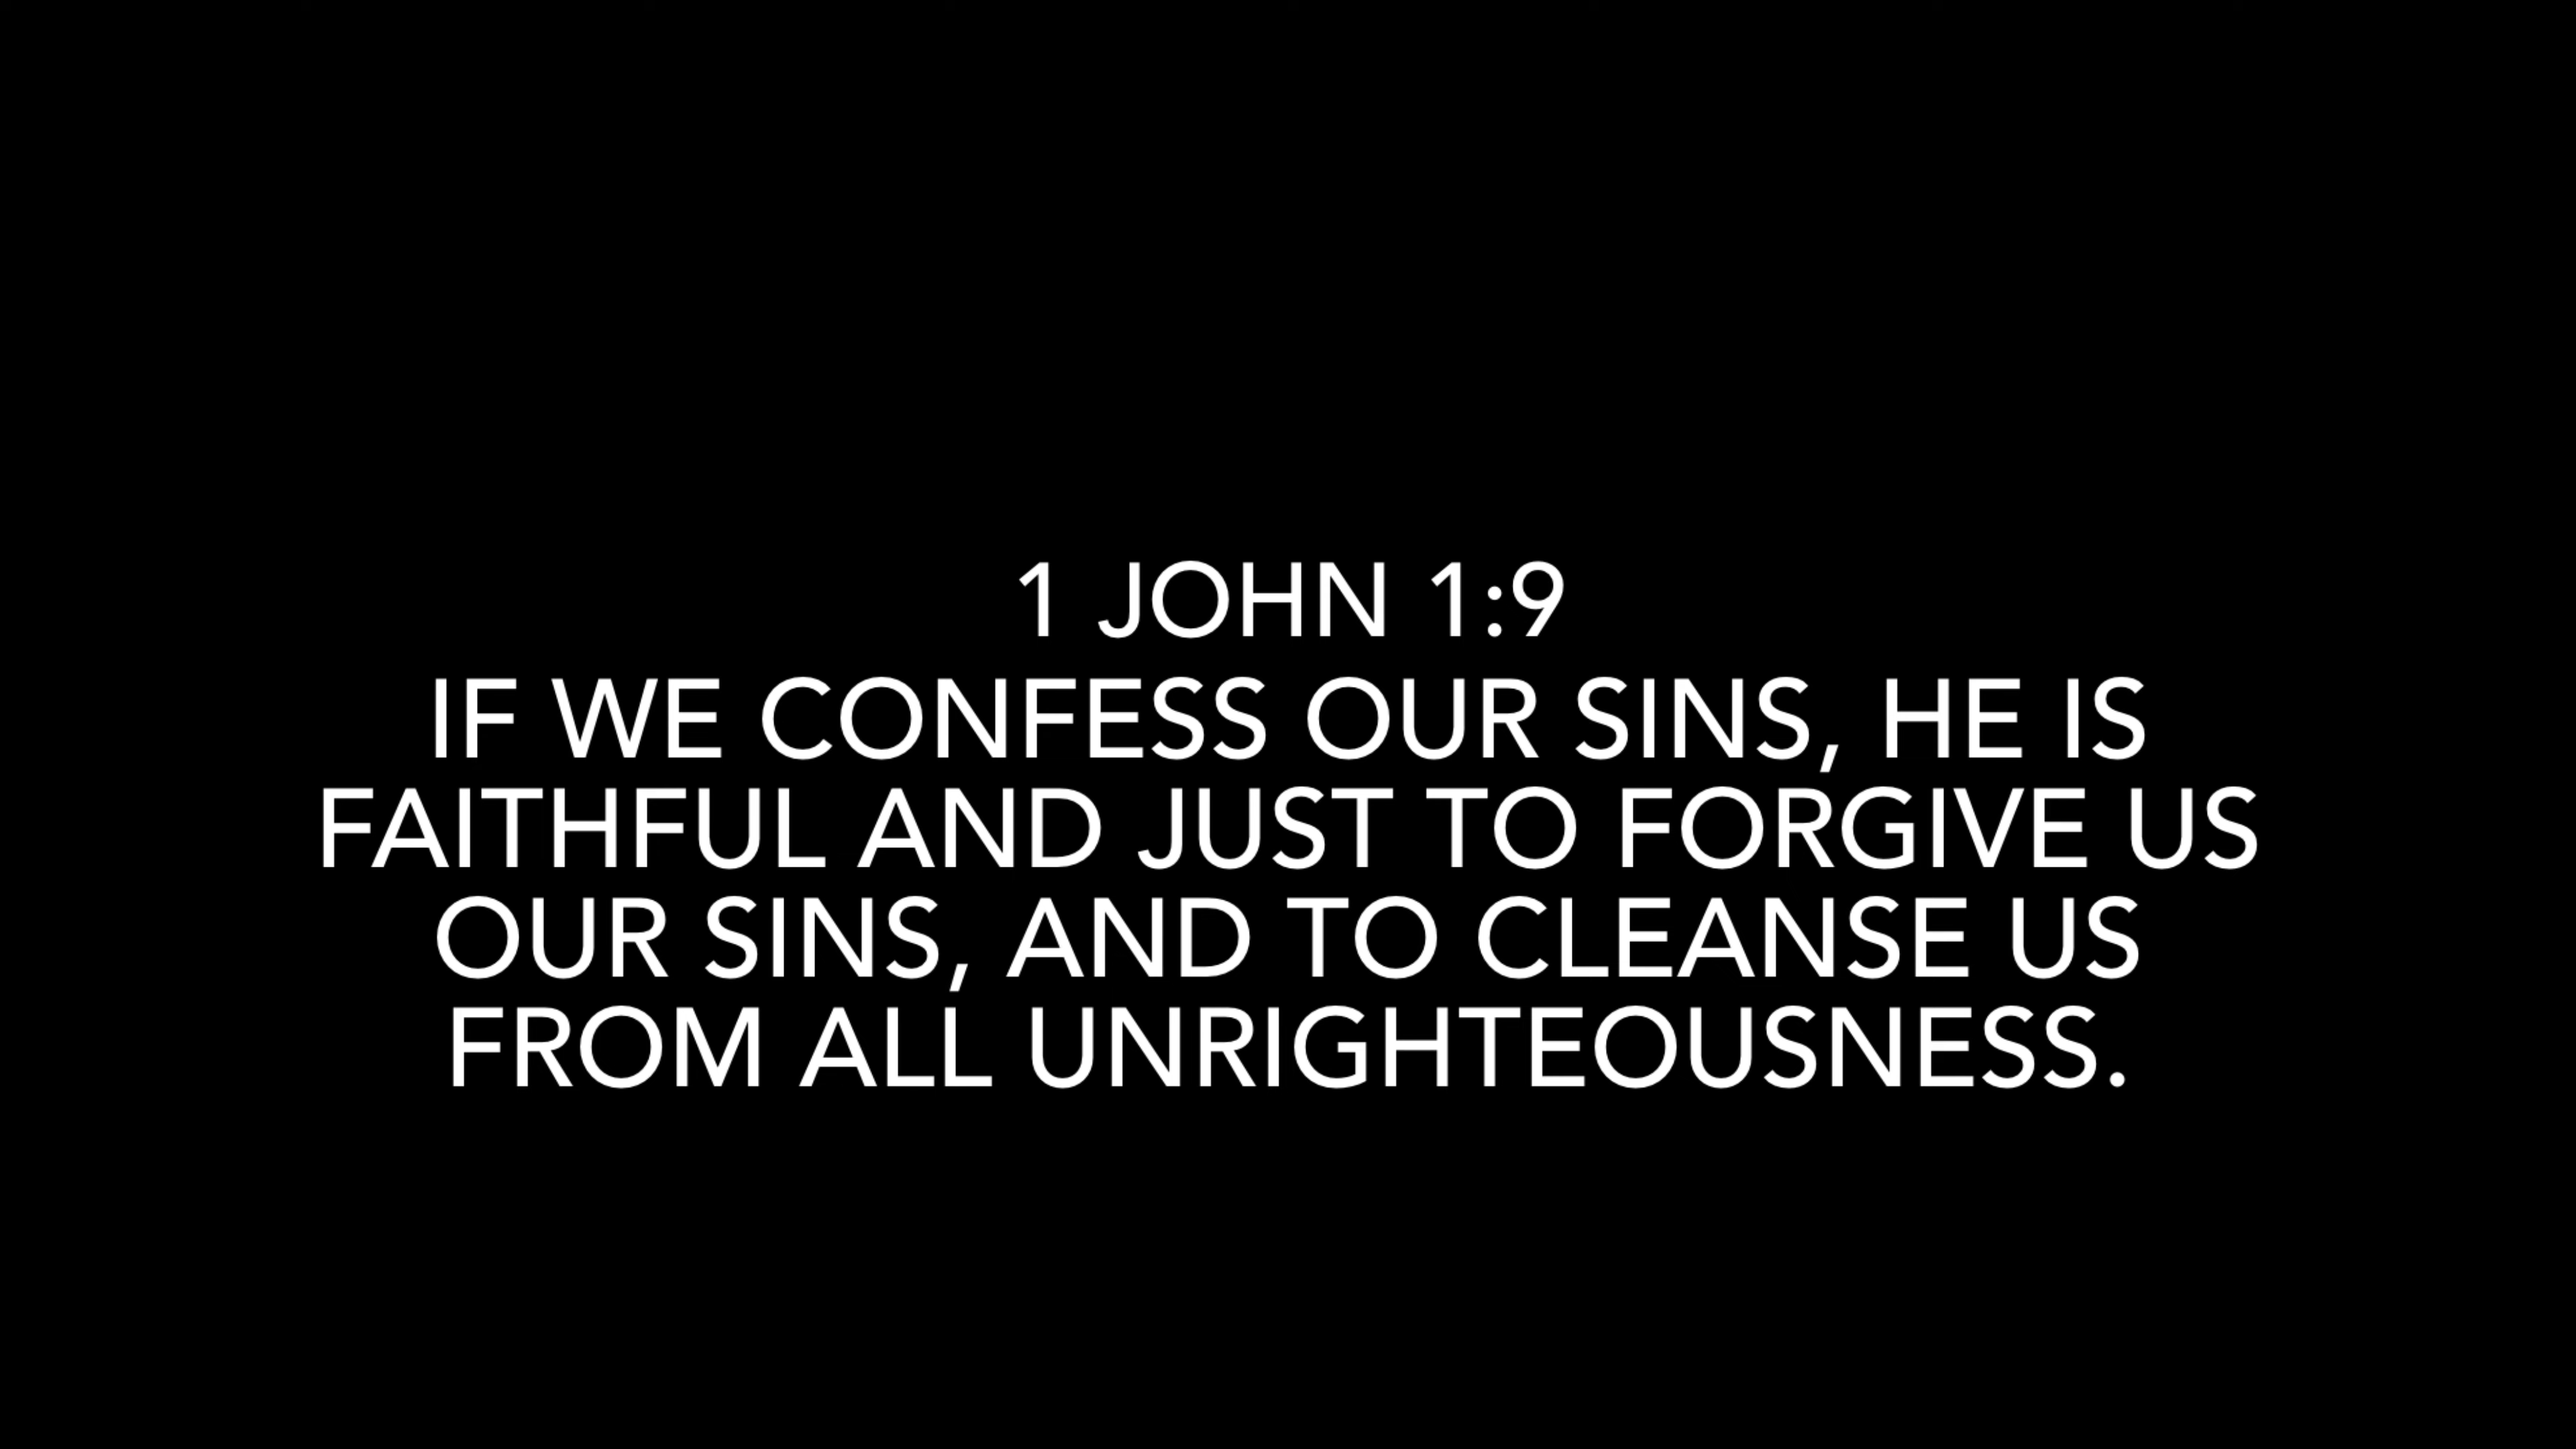 1 JOHN 1:9
IF WE CONFESS OUR SINS, HE IS
FAITHFUL AND JUST TO FORGIVE US
OUR SINS, AND TO CLEANSE US
FROM ALL UNRIGHTEOUSNESS.